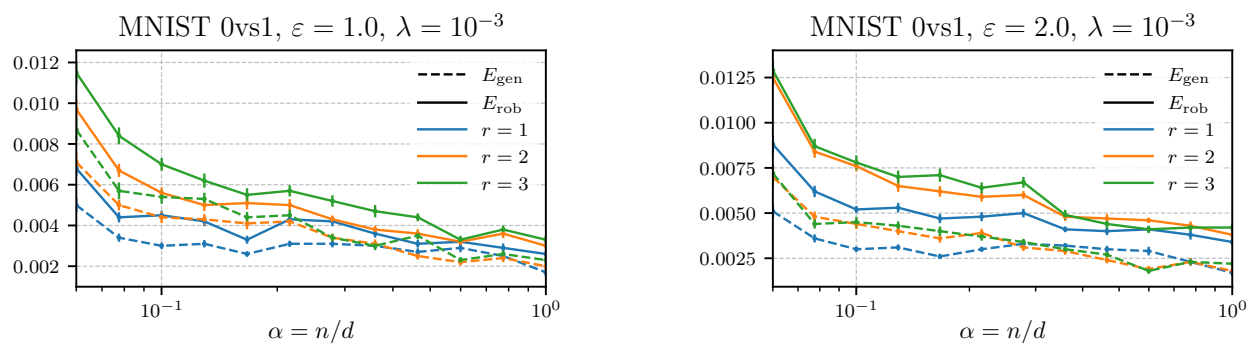 MNIST 0vs1, ε = 1.0, λ = 10⁻³
0.012
0.010
0.008
0.006
0.004
0.002
E_gen
E_rob
r = 1
r = 2
r = 3
10⁻¹
10⁰
α = n/d
MNIST 0vs1, ε = 2.0, λ = 10⁻³
0.0125
0.0100
0.0075
0.0050
0.0025
E_gen
E_rob
r = 1
r = 2
r = 3
10⁻¹
10⁰
α = n/d